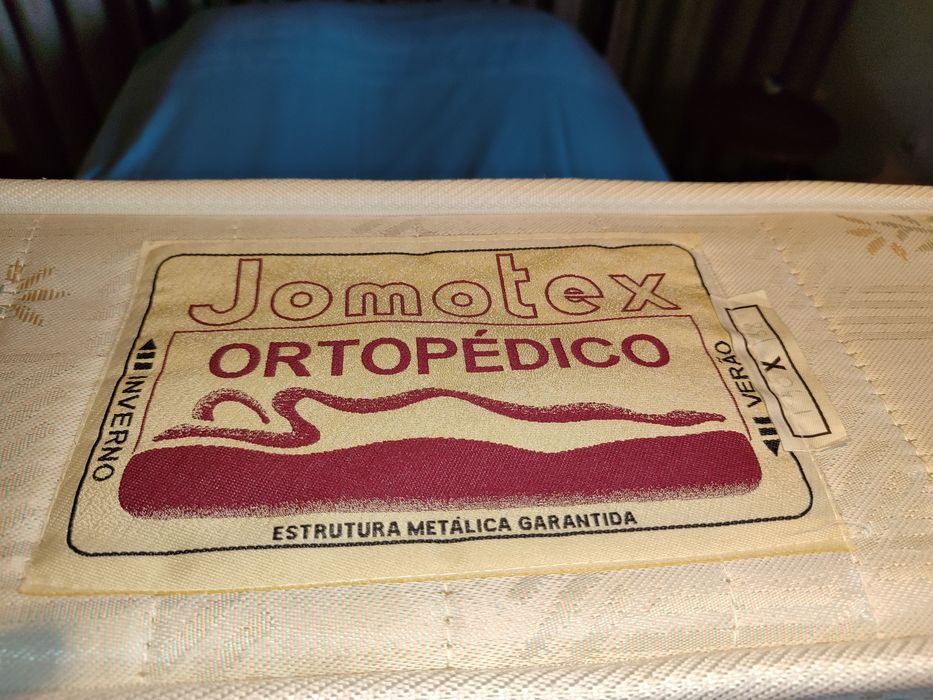 Jomotex
ORTOPÉDICO
INVERNO
VERÃO
X
ESTRUTURA METÁLICA GARANTIDA